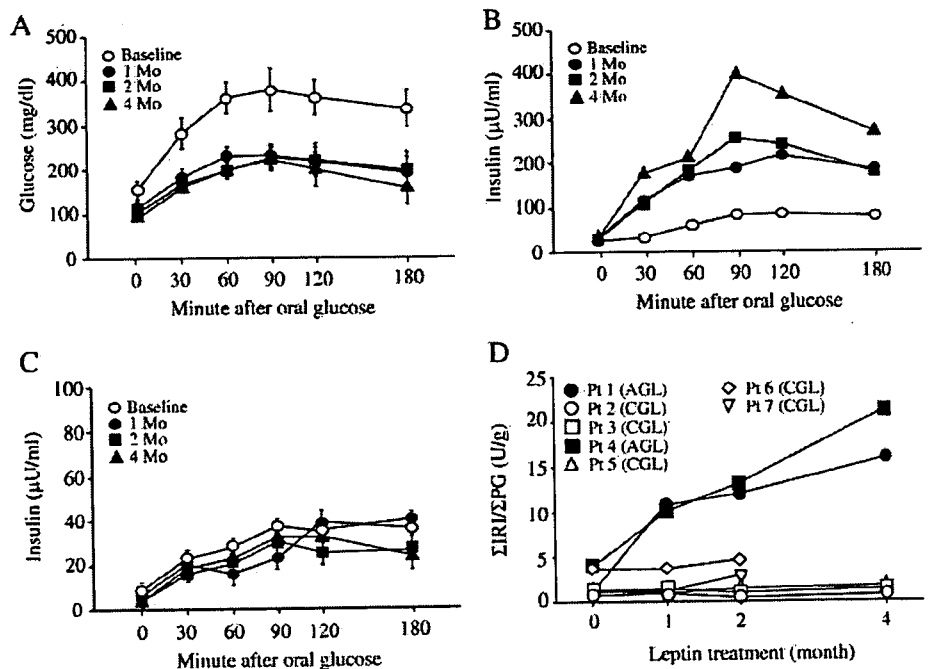 A
500
400
300
200
100
0
Glucose (mg/dl)
Baseline
1 Mo
2 Mo
4 Mo
0 30 60 90 120 180
Minute after oral glucose
B
500
400
300
200
100
0
Insulin (µU/ml)
Baseline
1 Mo
2 Mo
4 Mo
0 30 60 90 120 180
Minute after oral glucose
C
100
80
60
40
20
0
Insulin (µU/ml)
Baseline
1 Mo
2 Mo
4 Mo
0 30 60 90 120 180
Minute after oral glucose
D
25
20
15
10
5
0
ΣIRI/ΣPG (U/g)
Pt 1 (AGL)
Pt 2 (CGL)
Pt 3 (CGL)
Pt 4 (AGL)
Pt 5 (CGL)
Pt 6 (CGL)
Pt 7 (CGL)
0 1 2 4
Leptin treatment (month)